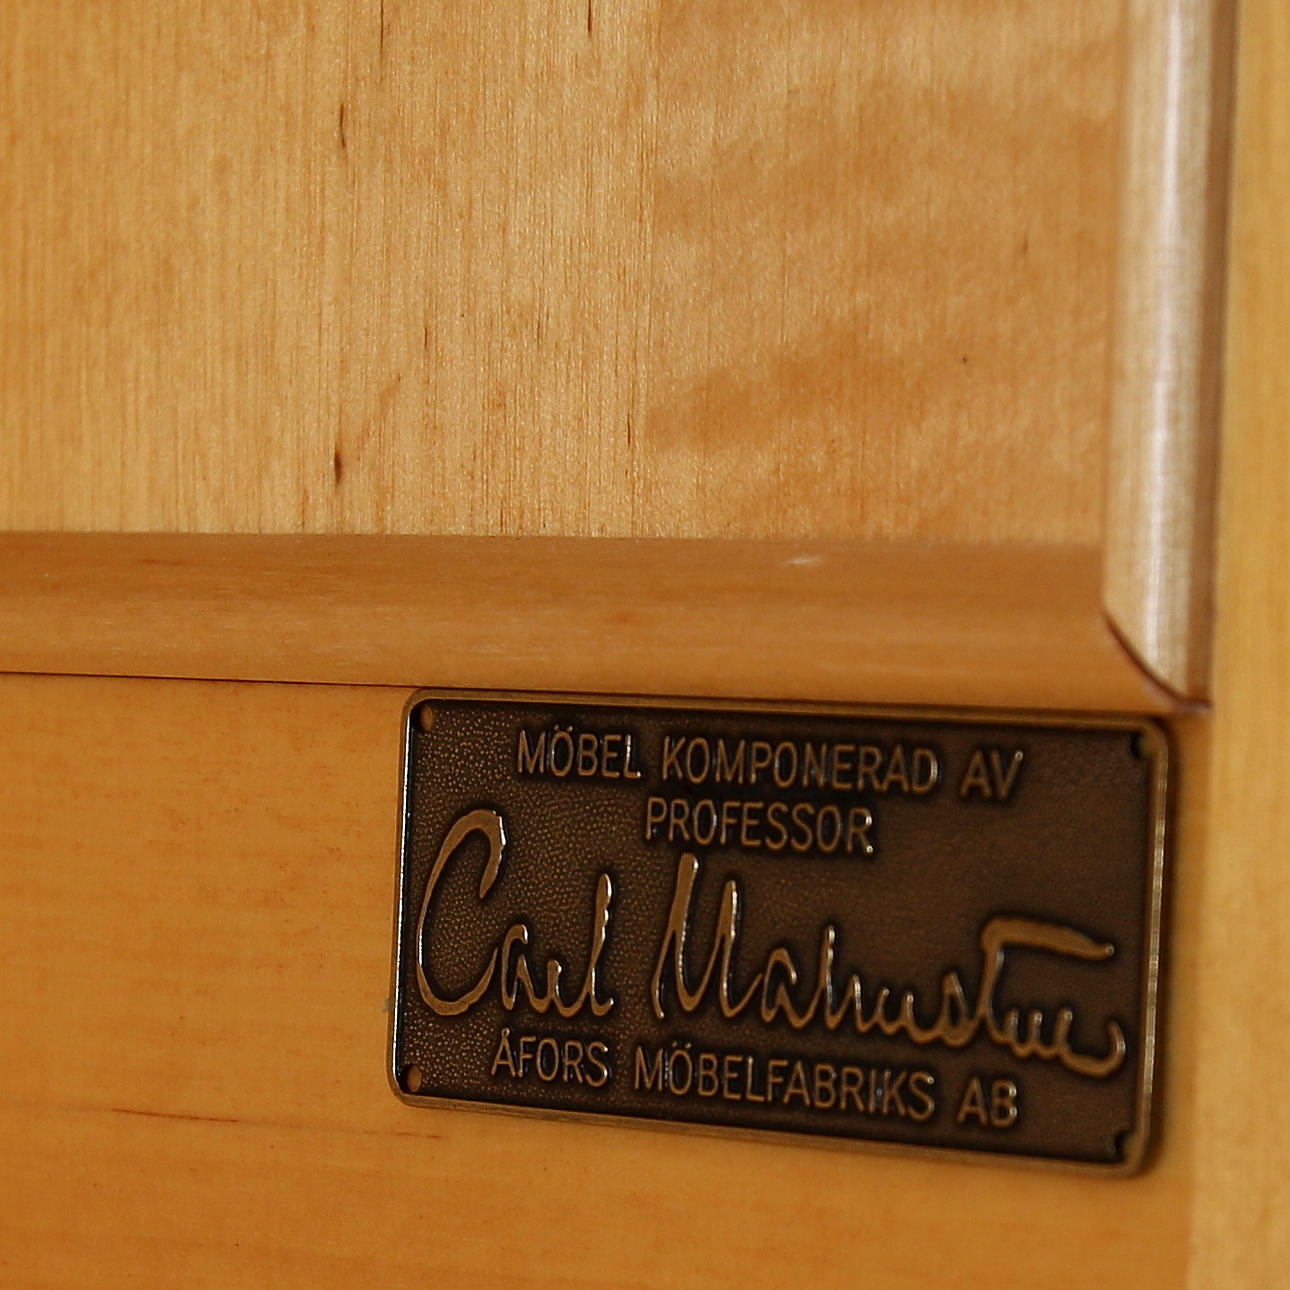 MÖBEL KOMPONERAD AV
PROFESSOR
Carl Malmsten
ÅFORS MÖBELFABRIKS AB